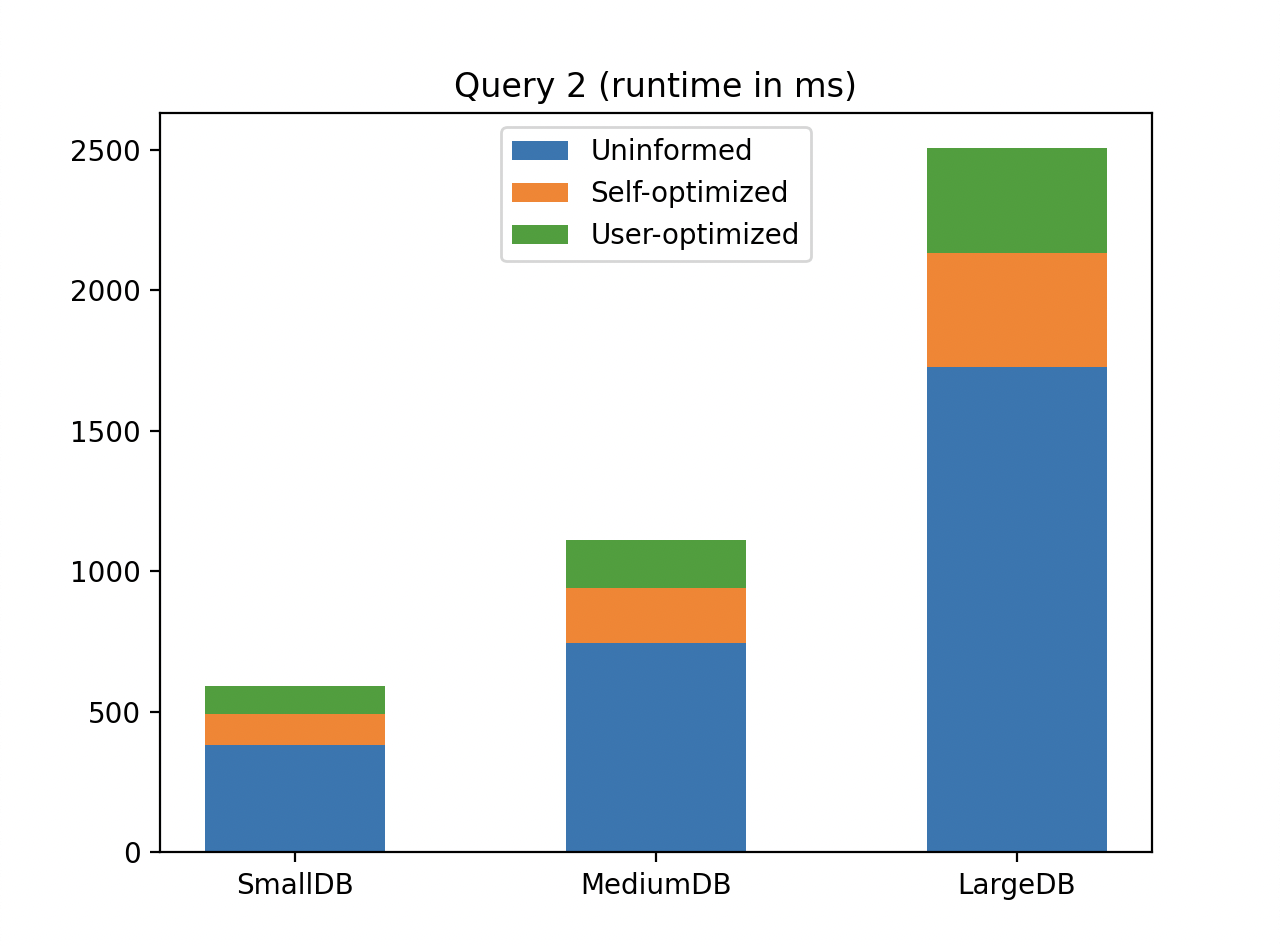 Query 2 (runtime in ms)
Uninformed
Self-optimized
User-optimized
2500
2000
1500
1000
500
0
SmallDB MediumDB LargeDB